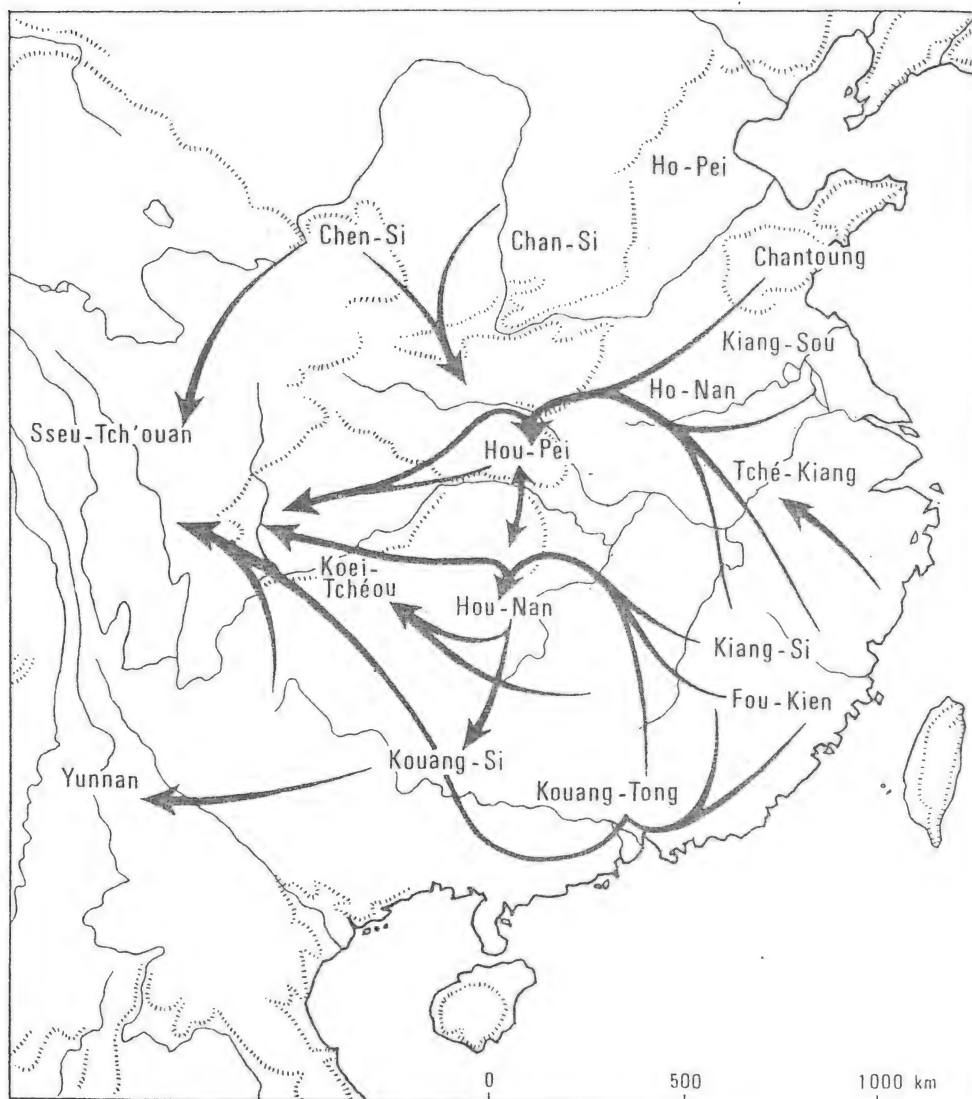 Ho-Pei
Chen-Si
Chan-Si
Chantoung
Kiang-Sou
Ho-Nan
Sseu-Tch'ouan
Hou-Pei
Tché-Kiang
Koei-
Tchéou
Hou-Nan
Kiang-Si
Fou-Kien
Kouang-Si
Yunnan
Kouang-Tong
0 500 1000 km